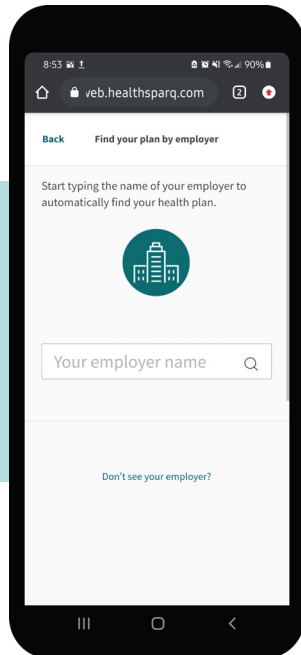 8:53
90%
veb.healthsparq.com
2
Back
Find your plan by employer
Start typing the name of your employer to
automatically find your health plan.
Your employer name
Don't see your employer?